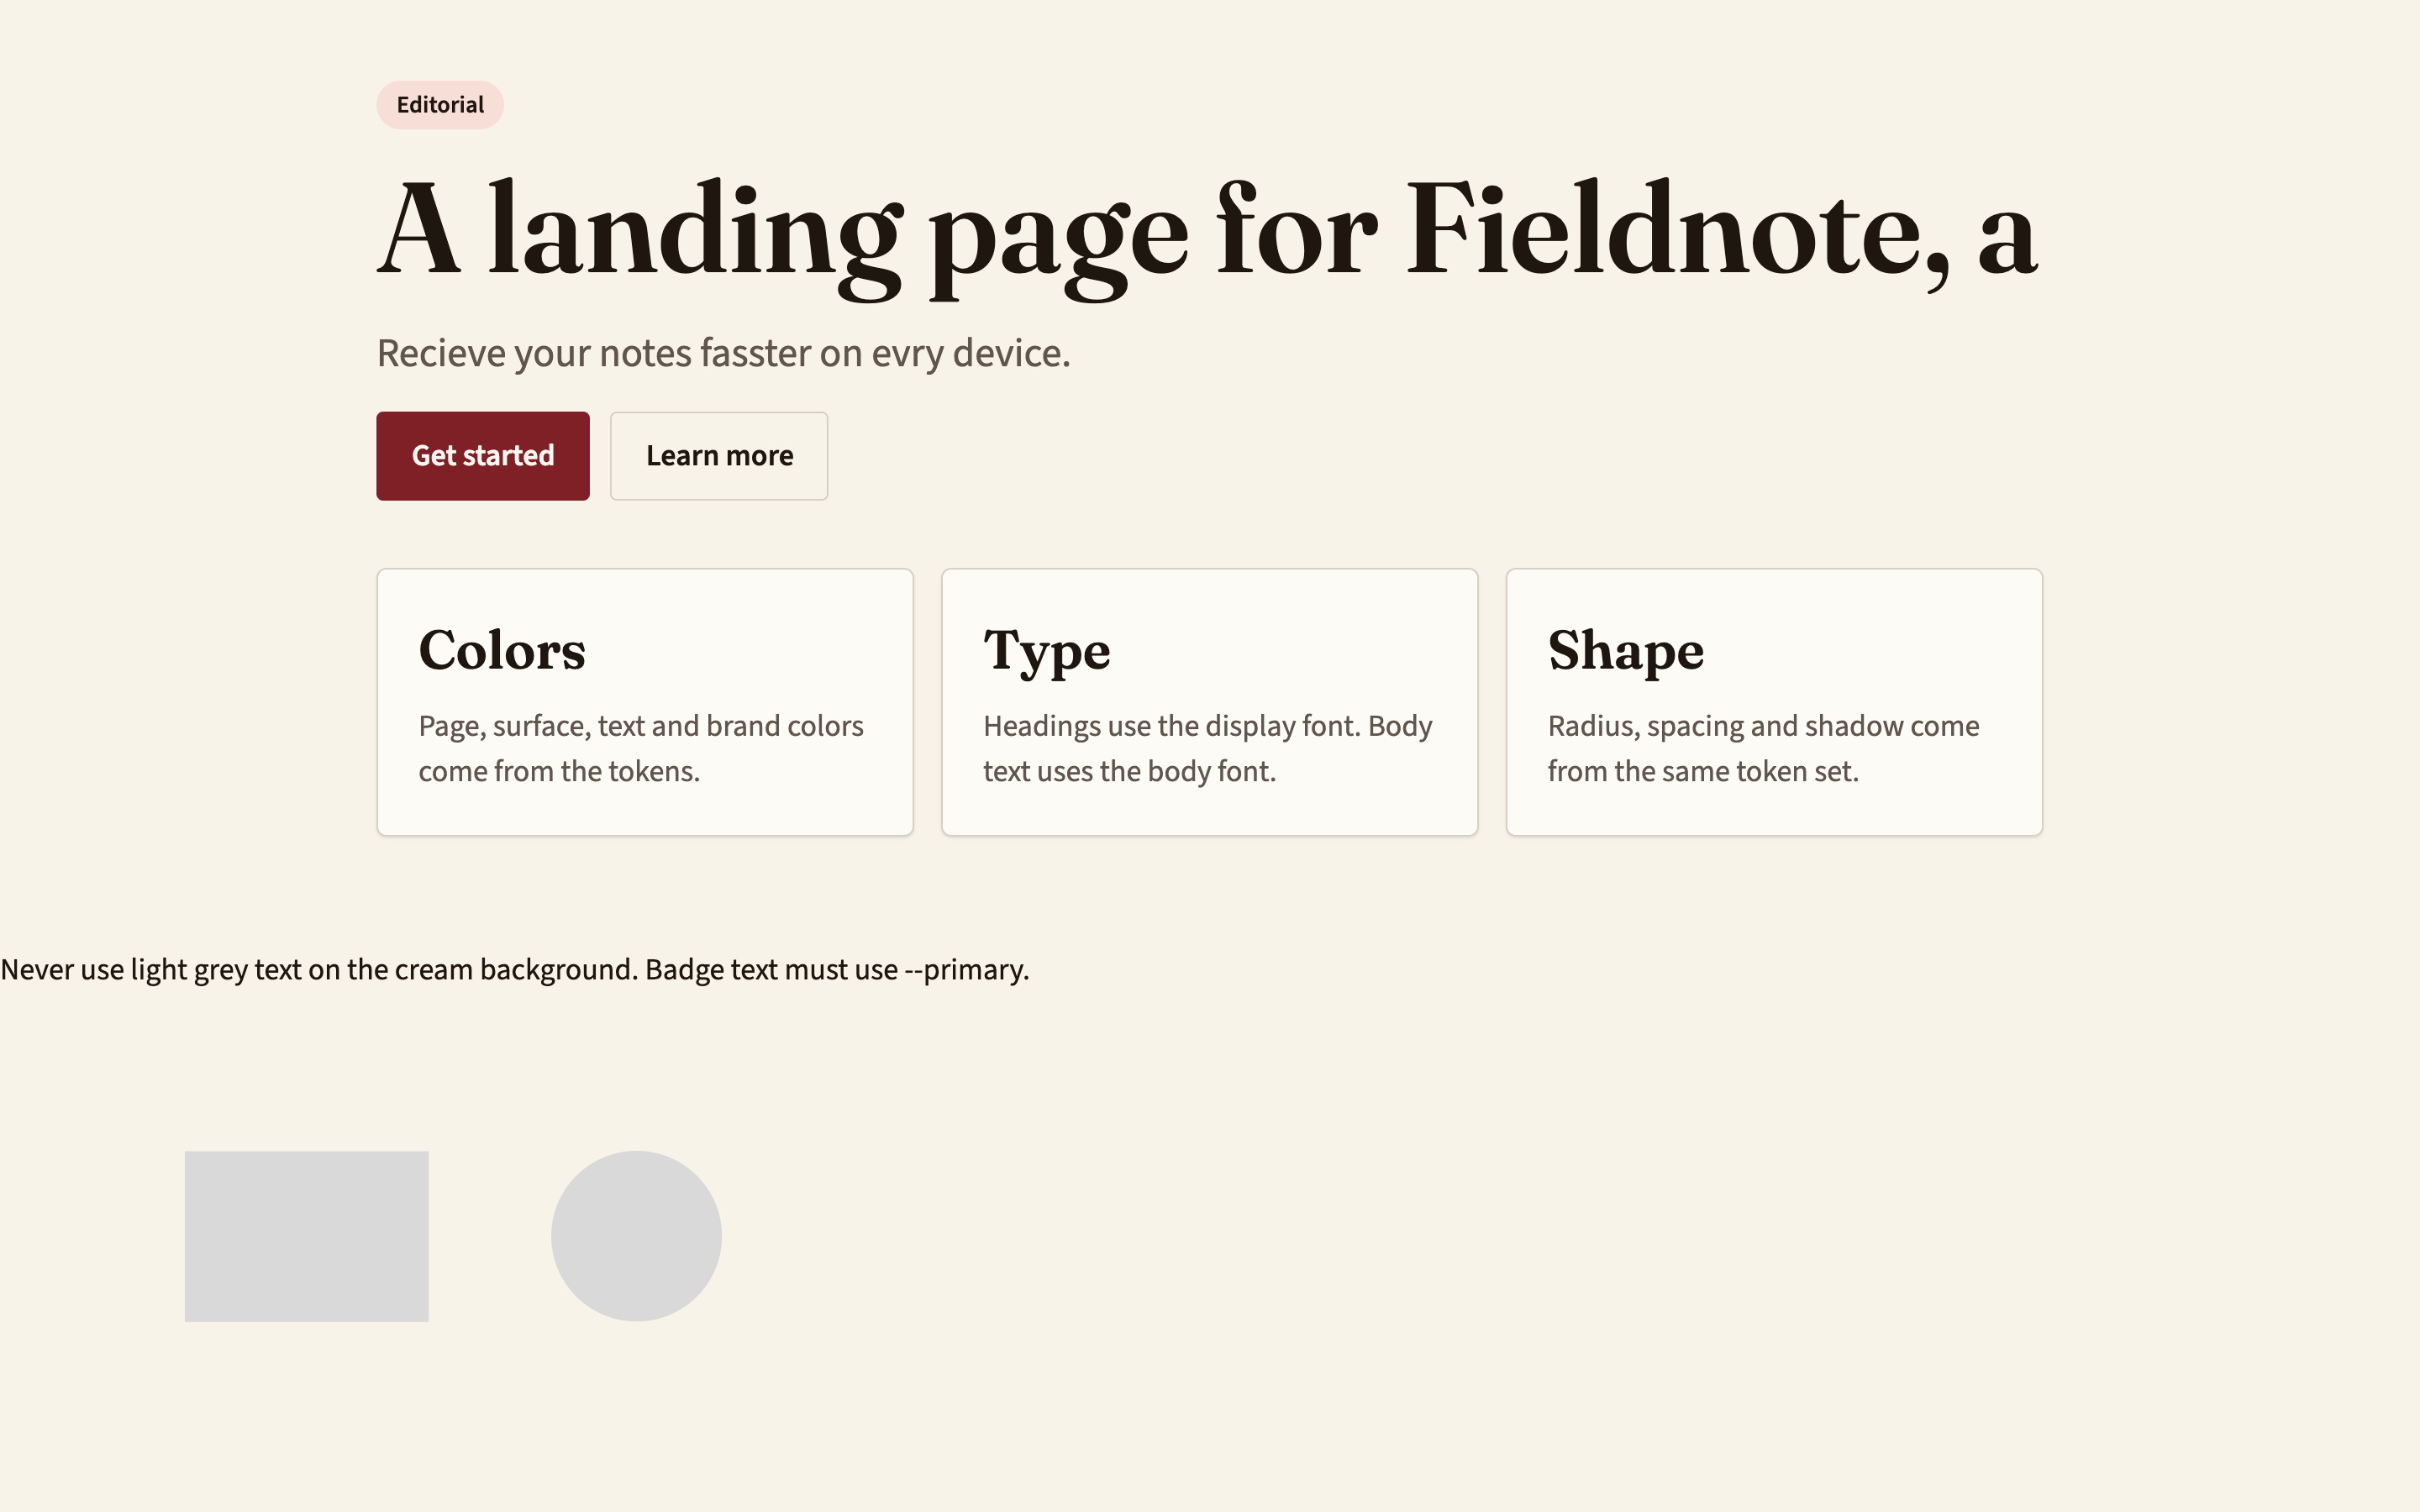 Editorial
A landing page for Fieldnote, a
Recieve your notes fasster on evry device.
Get started
Learn more
Colors
Page, surface, text and brand colors
come from the tokens.
Type
Headings use the display font. Body
text uses the body font.
Shape
Radius, spacing and shadow come
from the same token set.
Never use light grey text on the cream background. Badge text must use --primary.